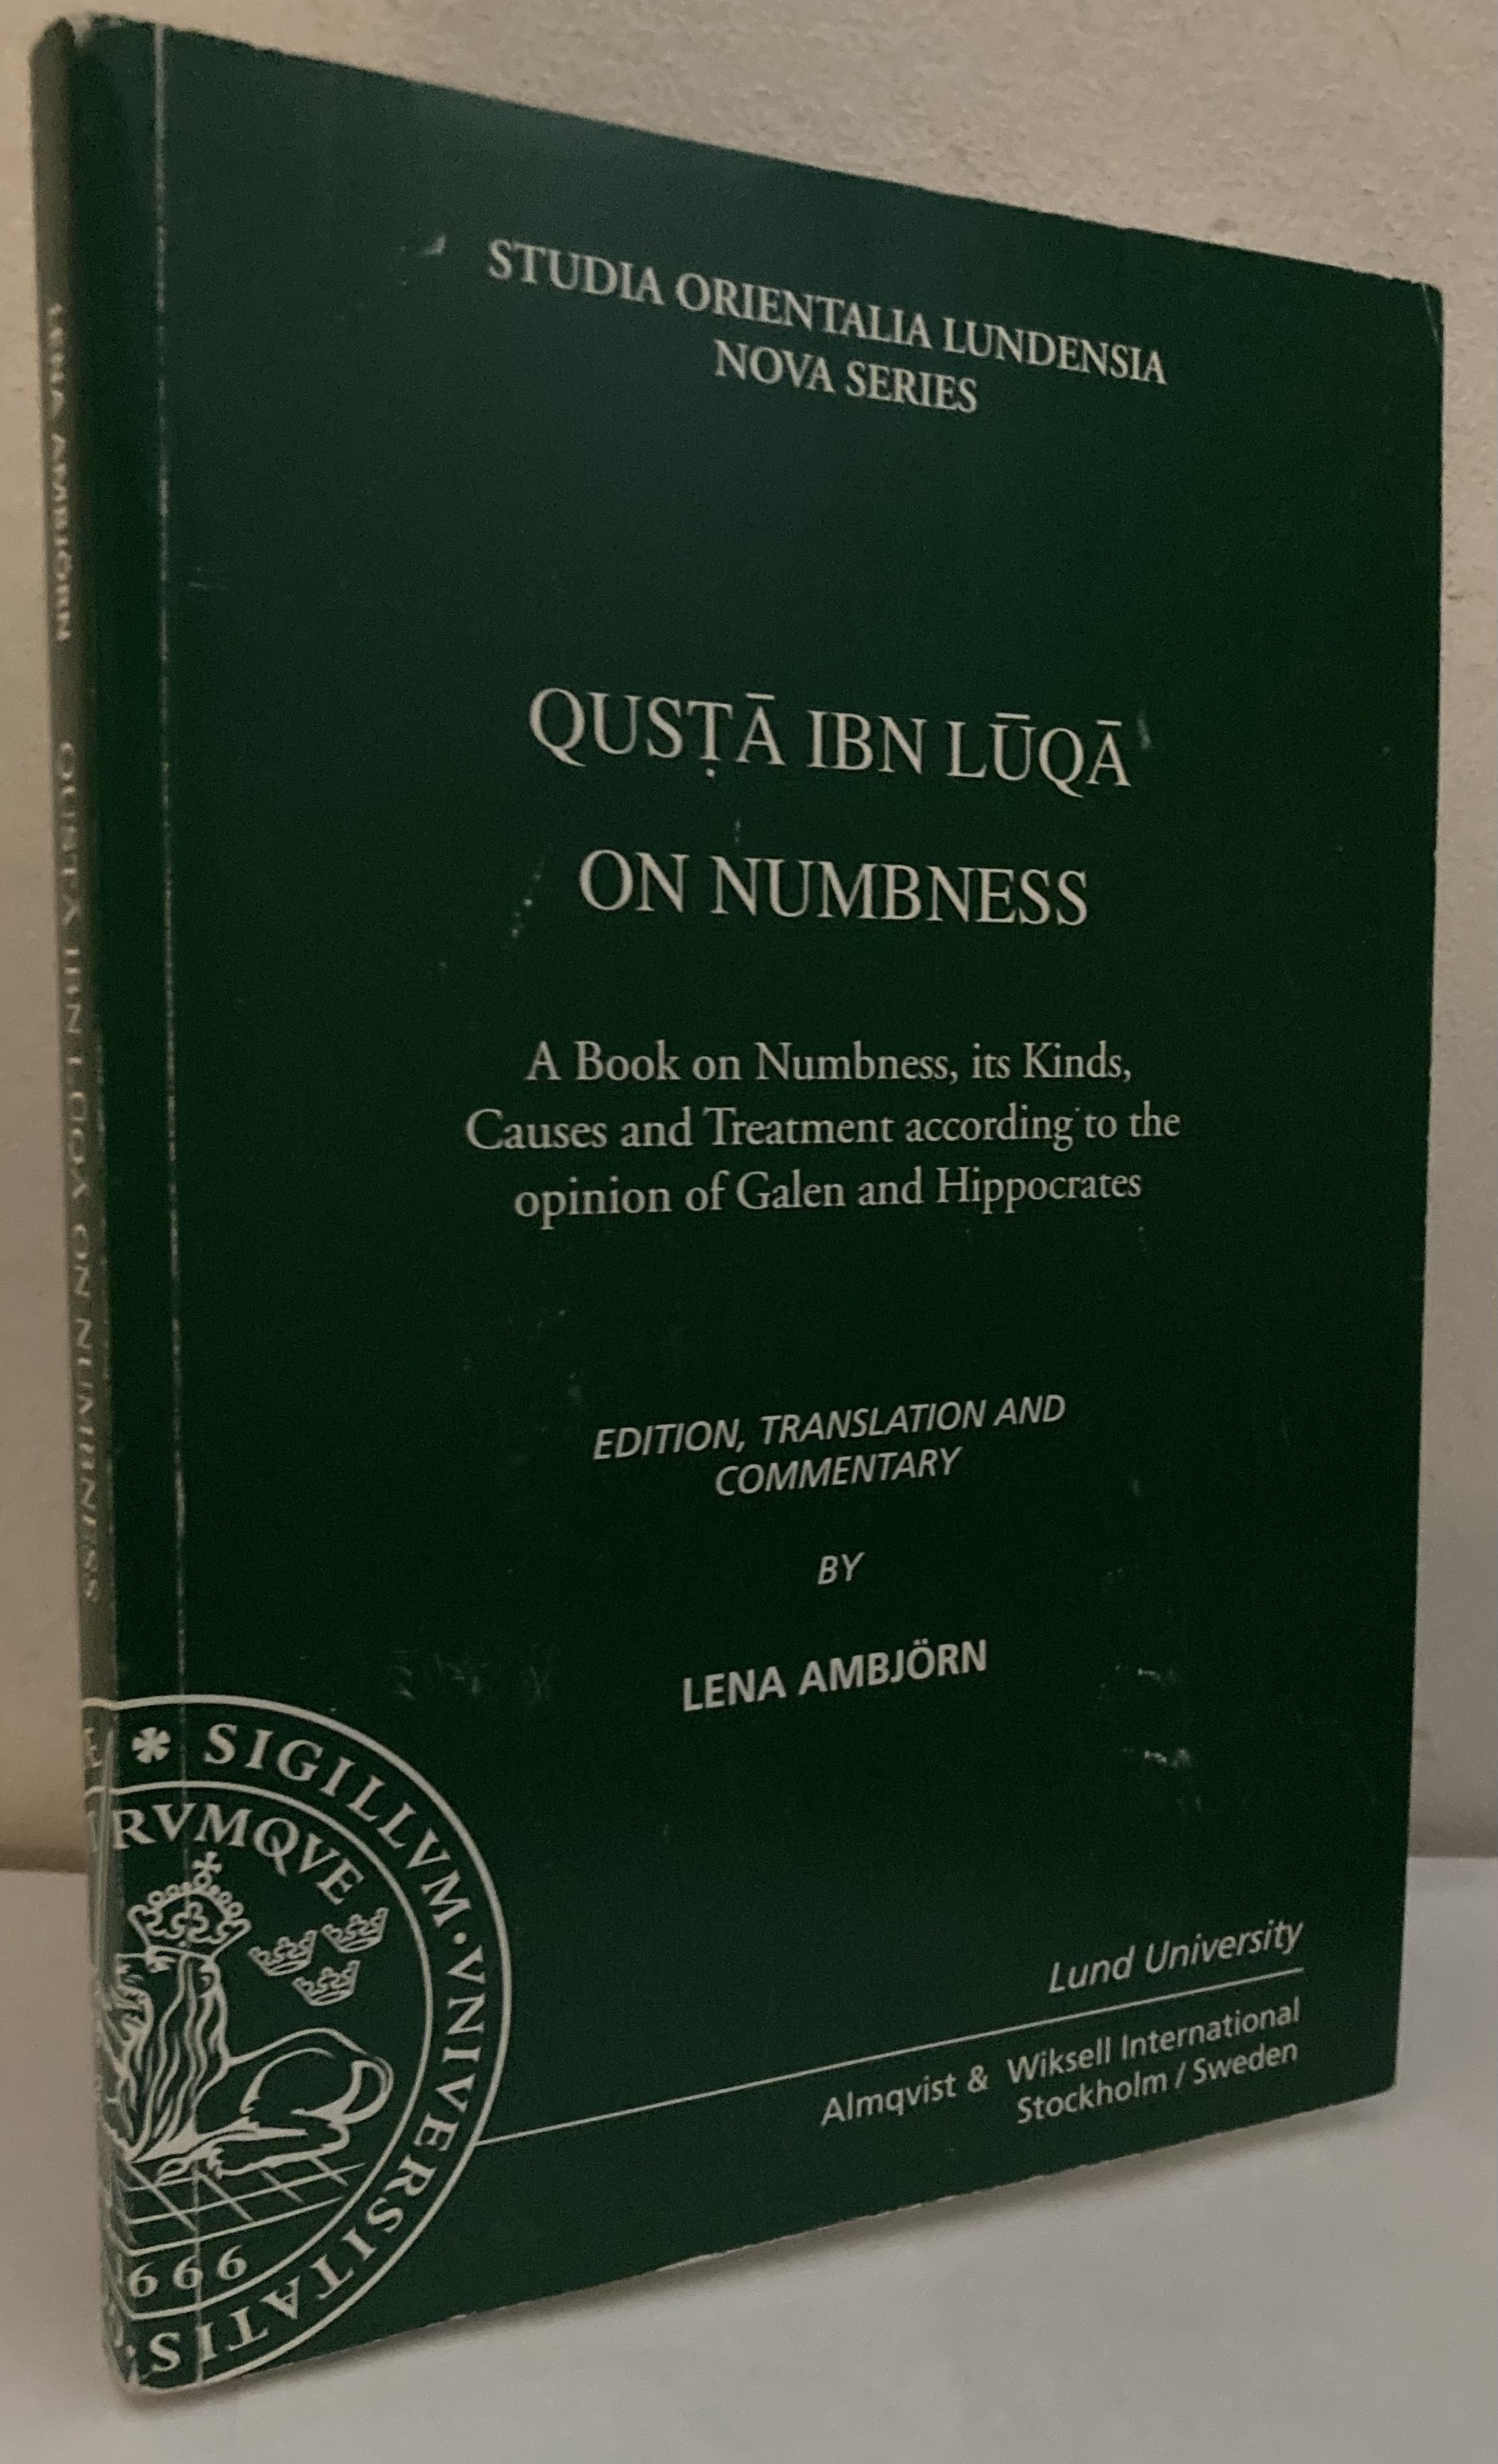 STUDIA ORIENTALIA LUNDENSIA
NOVA SERIES
QUSṬĀ IBN LŪQĀ
ON NUMBNESS
A Book on Numbness, its Kinds,
Causes and Treatment according to the
opinion of Galen and Hippocrates
EDITION, TRANSLATION AND
COMMENTARY
BY
LENA AMBJÖRN
Lund University
Almqvist & Wiksell International
Stockholm / Sweden
* SIGILLVM · VNIVERSITATIS ·
RVMQVE
1666
LENA AMBJÖRN QUSṬĀ IBN LŪQĀ ON NUMBNESS